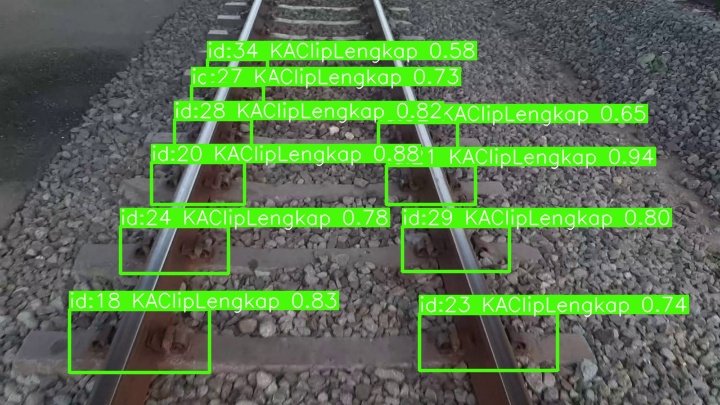 id:34 KAClipLengkap 0.58
id:27 KAClipLengkap 0.73
id:28 KAClipLengkap 0.82
KAClipLengkap 0.65
id:20 KAClipLengkap 0.88
1 KAClipLengkap 0.94
id:24 KAClipLengkap 0.78
id:29 KAClipLengkap 0.80
id:18 KAClipLengkap 0.83
id:23 KAClipLengkap 0.74